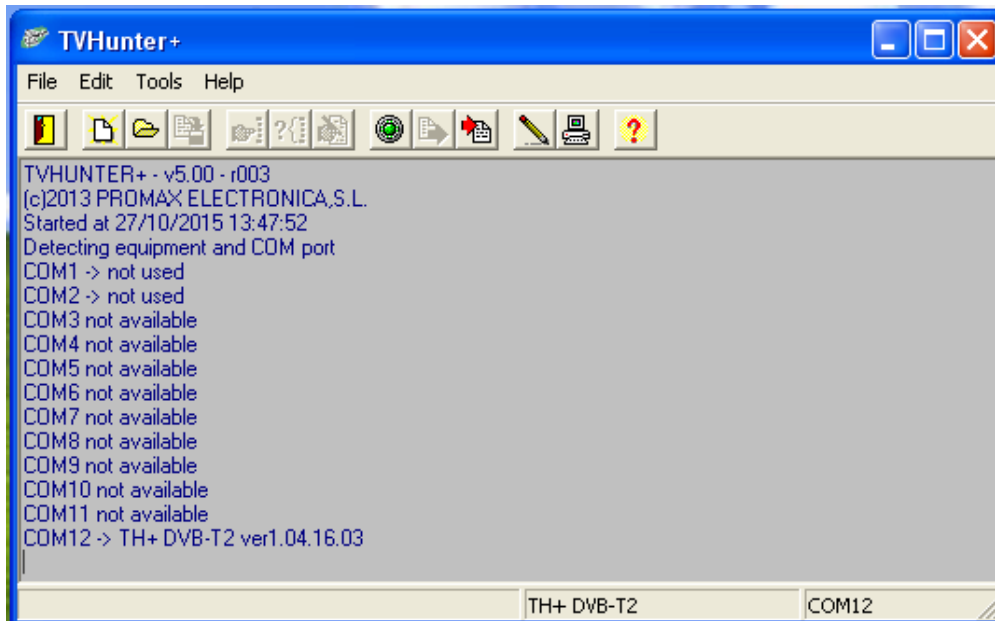 TVHunter+
File Edit Tools Help
TVHUNTER+ - v5.00 - r003
(c)2013 PROMAX ELECTRONICA,S.L.
Started at 27/10/2015 13:47:52
Detecting equipment and COM port
COM1 -> not used
COM2 -> not used
COM3 not available
COM4 not available
COM5 not available
COM6 not available
COM7 not available
COM8 not available
COM9 not available
COM10 not available
COM11 not available
COM12 -> TH+ DVB-T2 ver1.04.16.03
TH+ DVB-T2 COM12